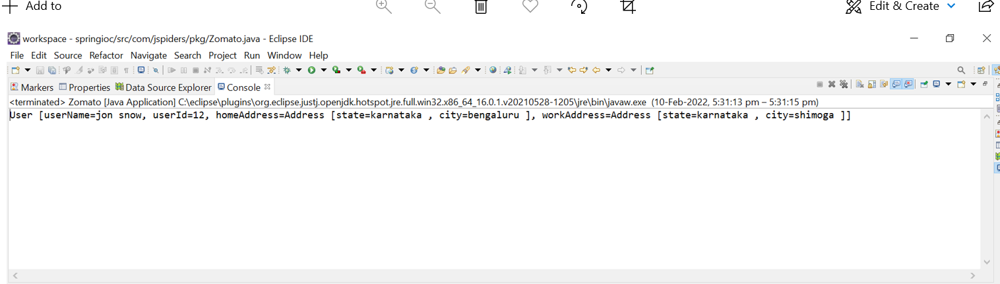 Add to Edit & Create
workspace - springioc/src/com/jspiders/pkg/Zomato.java - Eclipse IDE
File Edit Source Refactor Navigate Search Project Run Window Help
Markers Properties Data Source Explorer Console
<terminated> Zomato [Java Application] C:\eclipse\plugins\org.eclipse.justj.openjdk.hotspot.jre.full.win32.x86_64_16.0.1.v20210528-1205\jre\bin\javaw.exe (10-Feb-2022, 5:31:13 pm – 5:31:15 pm)
User [userName=jon snow, userId=12, homeAddress=Address [state=karnataka , city=bengaluru ], workAddress=Address [state=karnataka , city=shimoga ]]